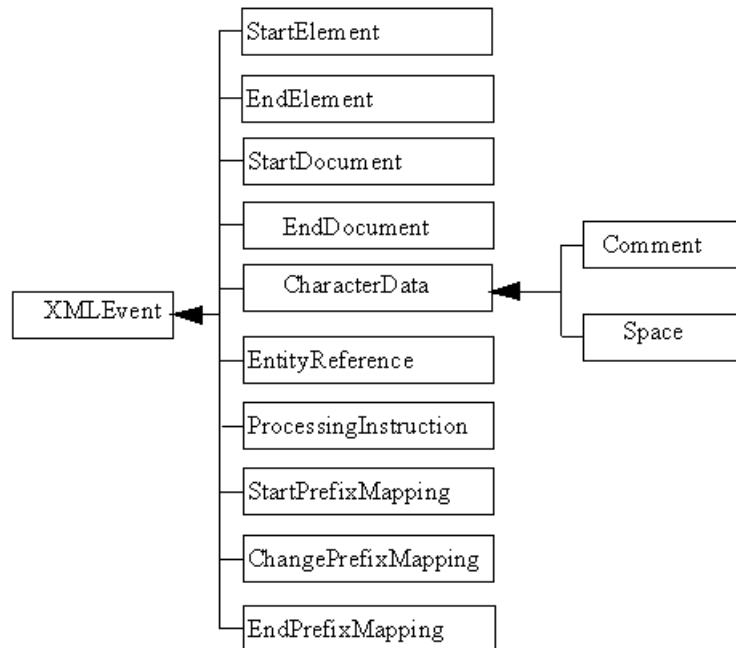 StartElement
EndElement
StartDocument
EndDocument
Comment
CharacterData
XMLEvent
Space
EntityReference
ProcessingInstruction
StartPrefixMapping
ChangePrefixMapping
EndPrefixMapping